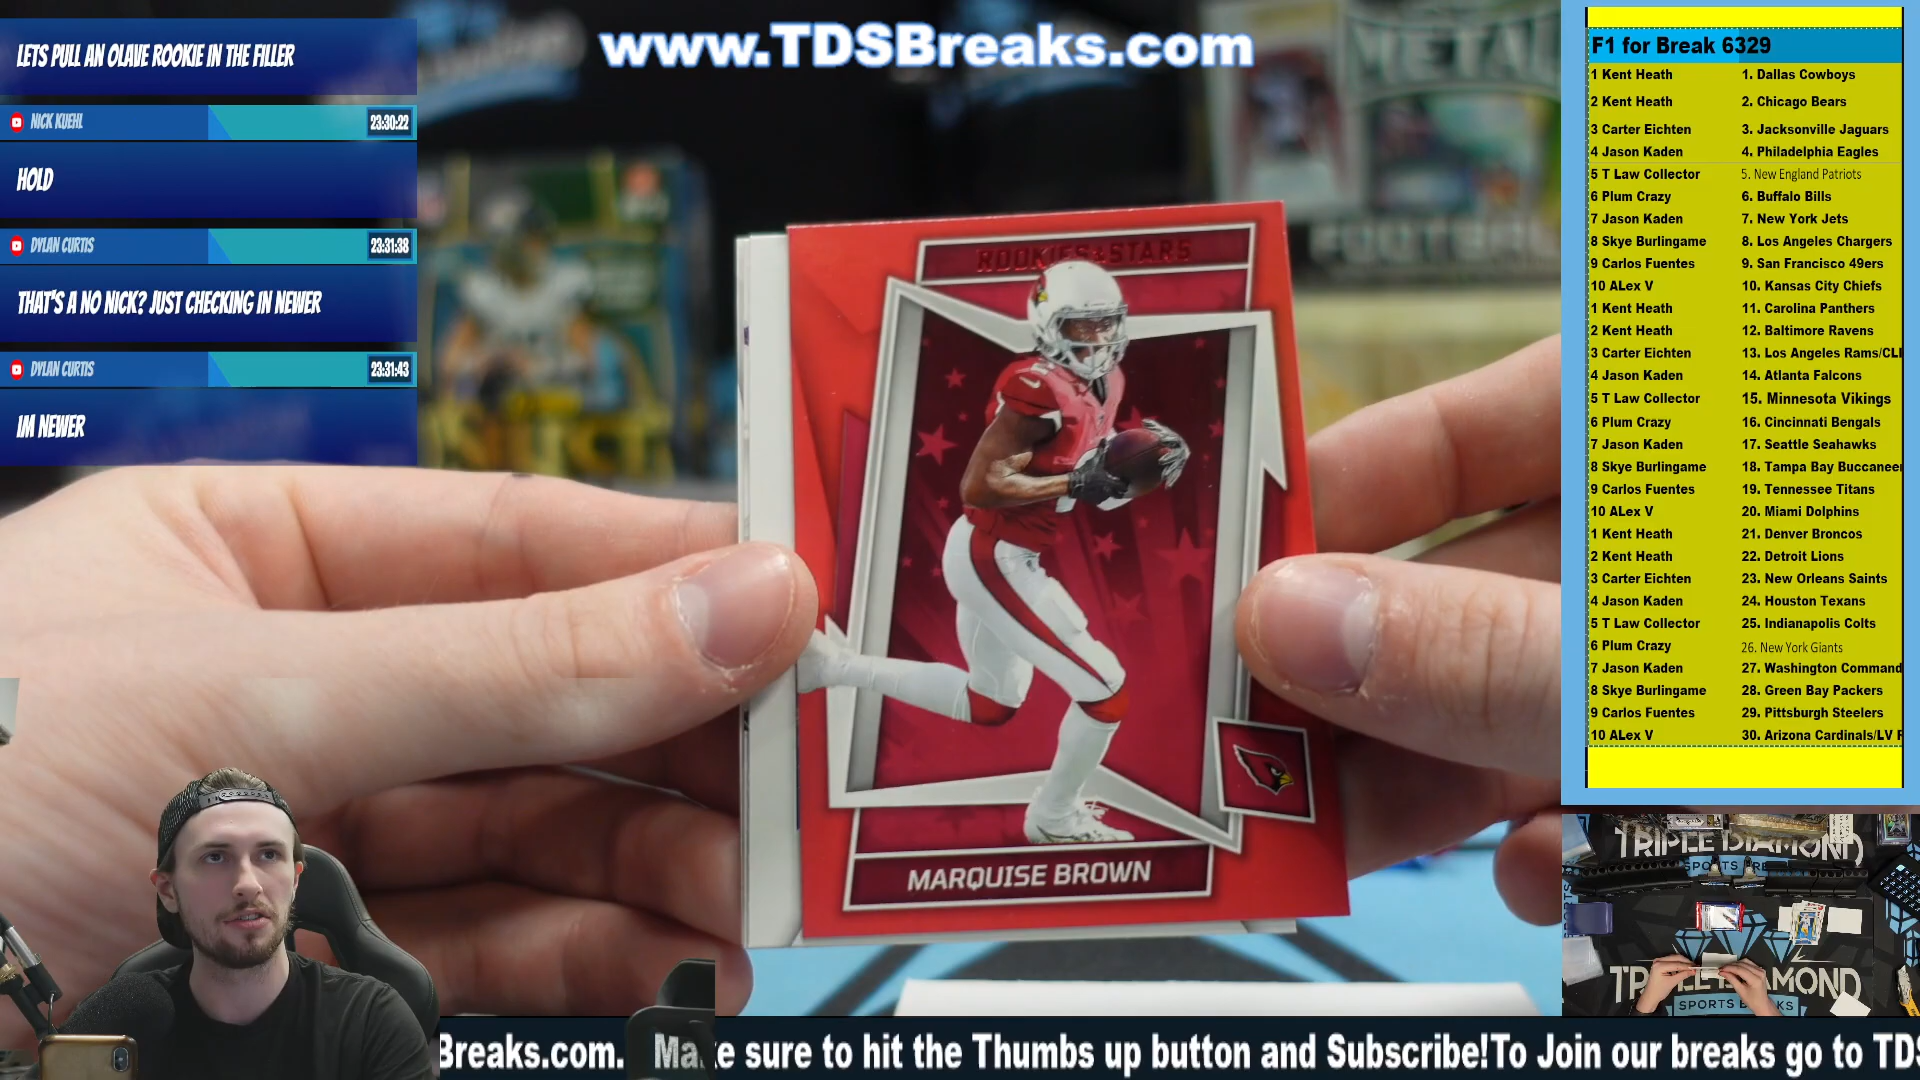 LETS PULL AN OLAVE ROOKIE IN THE FILLER
NICK KUEHL
23:30:22
HOLD
DYLAN CURTIS
23:31:38
THAT'S A NO NICK? JUST CHECKING IN NEWER
DYLAN CURTIS
23:31:43
IM NEWER
www.TDSBreaks.com
METAL
FOOTBALL
ROOKIES & STARS
MARQUISE BROWN
F1 for Break 6329
1 Kent Heath 1. Dallas Cowboys
2 Kent Heath 2. Chicago Bears
3 Carter Eichten 3. Jacksonville Jaguars
4 Jason Kaden 4. Philadelphia Eagles
5 T Law Collector 5. New England Patriots
6 Plum Crazy 6. Buffalo Bills
7 Jason Kaden 7. New York Jets
8 Skye Burlingame 8. Los Angeles Chargers
9 Carlos Fuentes 9. San Francisco 49ers
10 ALex V 10. Kansas City Chiefs
1 Kent Heath 11. Carolina Panthers
2 Kent Heath 12. Baltimore Ravens
3 Carter Eichten 13. Los Angeles Rams/CLE
4 Jason Kaden 14. Atlanta Falcons
5 T Law Collector 15. Minnesota Vikings
6 Plum Crazy 16. Cincinnati Bengals
7 Jason Kaden 17. Seattle Seahawks
8 Skye Burlingame 18. Tampa Bay Buccaneer
9 Carlos Fuentes 19. Tennessee Titans
10 ALex V 20. Miami Dolphins
1 Kent Heath 21. Denver Broncos
2 Kent Heath 22. Detroit Lions
3 Carter Eichten 23. New Orleans Saints
4 Jason Kaden 24. Houston Texans
5 T Law Collector 25. Indianapolis Colts
6 Plum Crazy 26. New York Giants
7 Jason Kaden 27. Washington Command
8 Skye Burlingame 28. Green Bay Packers
9 Carlos Fuentes 29. Pittsburgh Steelers
10 ALex V 30. Arizona Cardinals/LV
TRIPLE DIAMOND
SPORTS
TRIPLE DIAMOND
SPORTS BREAKS
Breaks.com. Make sure to hit the Thumbs up button and Subscribe!To Join our breaks go to TDS